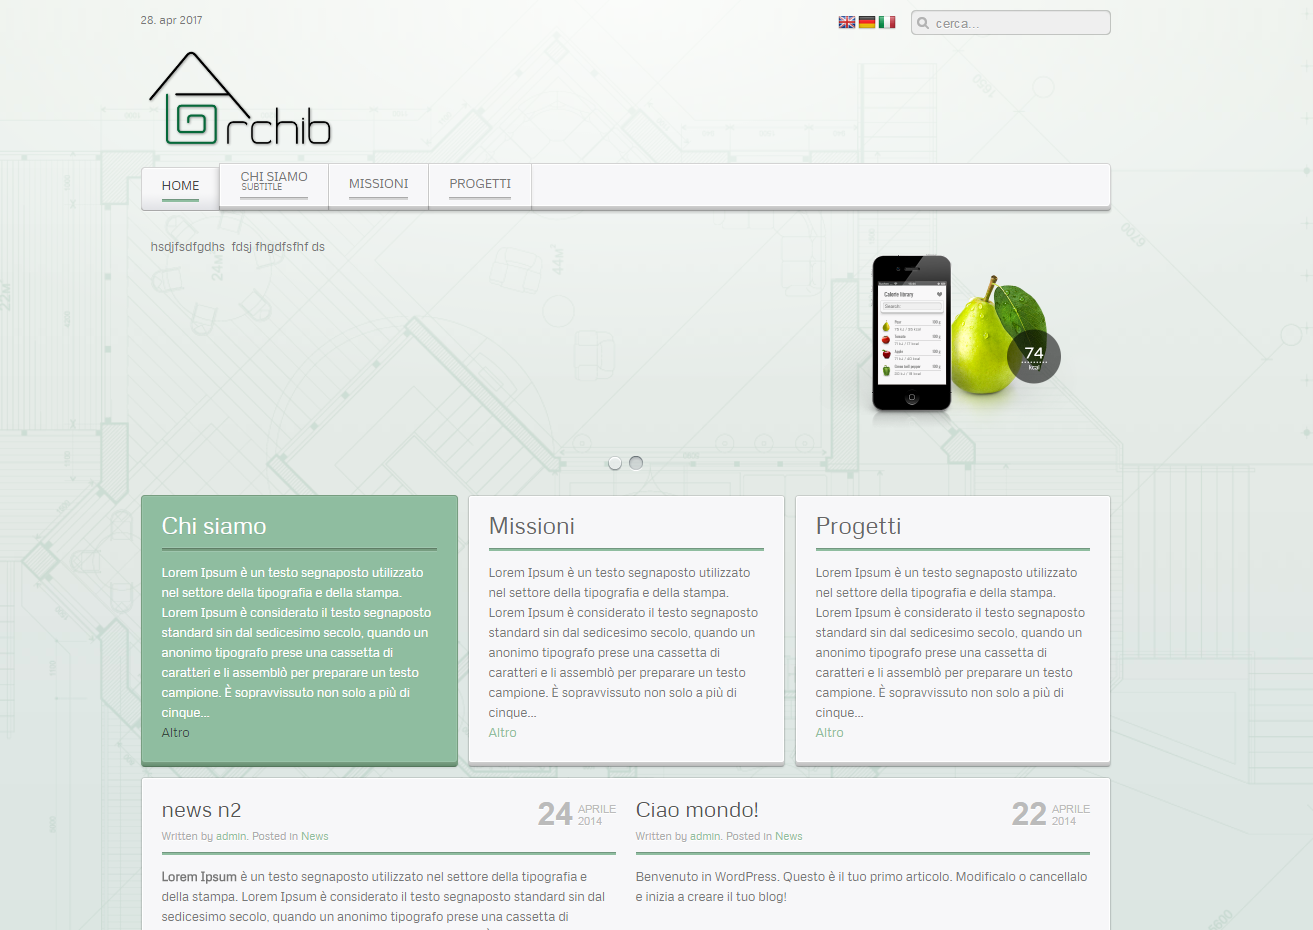 28. apr 2017
cerca...
rchib
HOME
CHI SIAMO
SUBTITLE
MISSIONI
PROGETTI
hsdjfsdfgdhs  fdsj fhgdfsfhf ds
Calorie library
Search
74
kcal
Chi siamo
Lorem Ipsum è un testo segnaposto utilizzato
nel settore della tipografia e della stampa.
Lorem Ipsum è considerato il testo segnaposto
standard sin dal sedicesimo secolo, quando un
anonimo tipografo prese una cassetta di
caratteri e li assemblò per preparare un testo
campione. È sopravvissuto non solo a più di
cinque...
Altro
Missioni
Lorem Ipsum è un testo segnaposto utilizzato
nel settore della tipografia e della stampa.
Lorem Ipsum è considerato il testo segnaposto
standard sin dal sedicesimo secolo, quando un
anonimo tipografo prese una cassetta di
caratteri e li assemblò per preparare un testo
campione. È sopravvissuto non solo a più di
cinque...
Altro
Progetti
Lorem Ipsum è un testo segnaposto utilizzato
nel settore della tipografia e della stampa.
Lorem Ipsum è considerato il testo segnaposto
standard sin dal sedicesimo secolo, quando un
anonimo tipografo prese una cassetta di
caratteri e li assemblò per preparare un testo
campione. È sopravvissuto non solo a più di
cinque...
Altro
news n2
24 APRILE
2014
Written by admin. Posted in News
Lorem Ipsum è un testo segnaposto utilizzato nel settore della tipografia e
della stampa. Lorem Ipsum è considerato il testo segnaposto standard sin dal
sedicesimo secolo, quando un anonimo tipografo prese una cassetta di
Ciao mondo!
22 APRILE
2014
Written by admin. Posted in News
Benvenuto in WordPress. Questo è il tuo primo articolo. Modificalo o cancellalo
e inizia a creare il tuo blog!